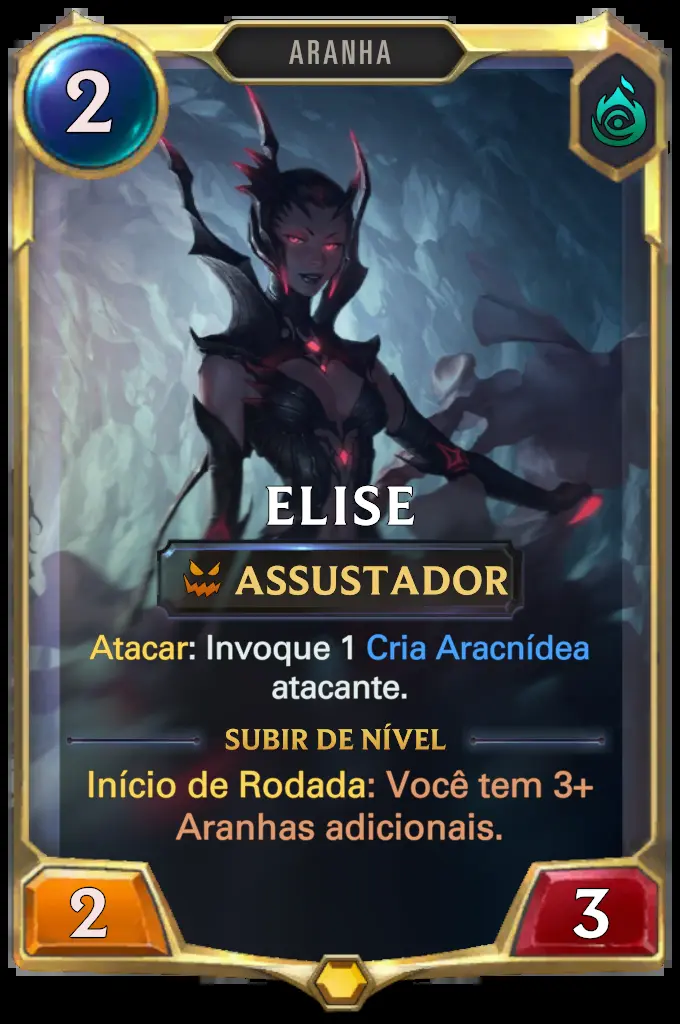 ARANHA
2
ELISE
ASSUSTADOR
Atacar: Invoque 1 Cria Aracnídea
atacante.
SUBIR DE NÍVEL
Início de Rodada: Você tem 3+
Aranhas adicionais.
2
3